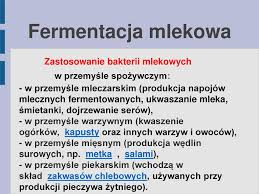 Fermentacja mlekowa
Zastosowanie bakterii mlekowych
w przemyśle spożywczym:
- w przemyśle mleczarskim (produkcja napojów
mlecznych fermentowanych, ukwaszanie mleka,
śmietanki, dojrzewanie serów),
- w przemyśle warzywnym (kwaszenie
ogórków, kapusty oraz innych warzyw i owoców),
- w przemyśle mięsnym (produkcja wędlin
surowych, np. metka , salami),
- w przemyśle piekarskim (wchodzą w
skład zakwasów chlebowych, używanych przy
produkcji pieczywa żytniego).